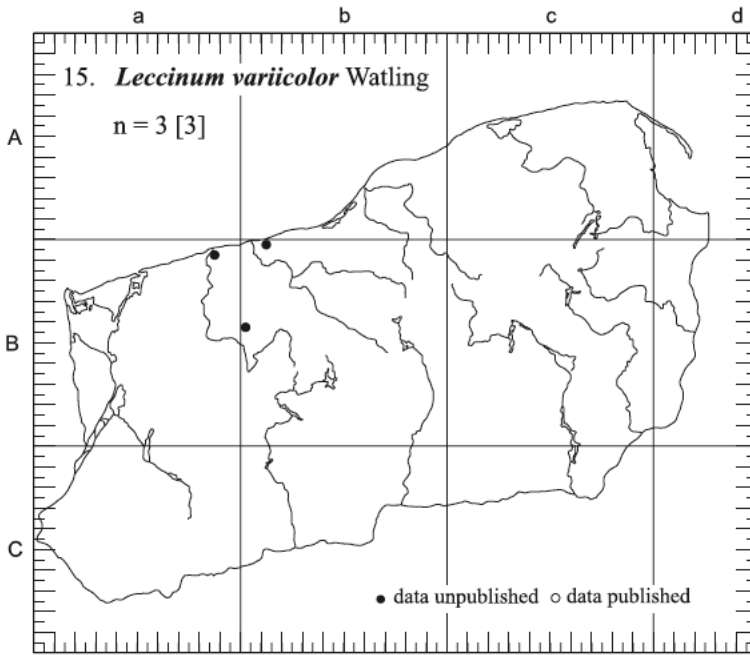 a b c d
15. Leccinum variicolor Watling
n = 3 [3]
A
B
C
● data unpublished ○ data published